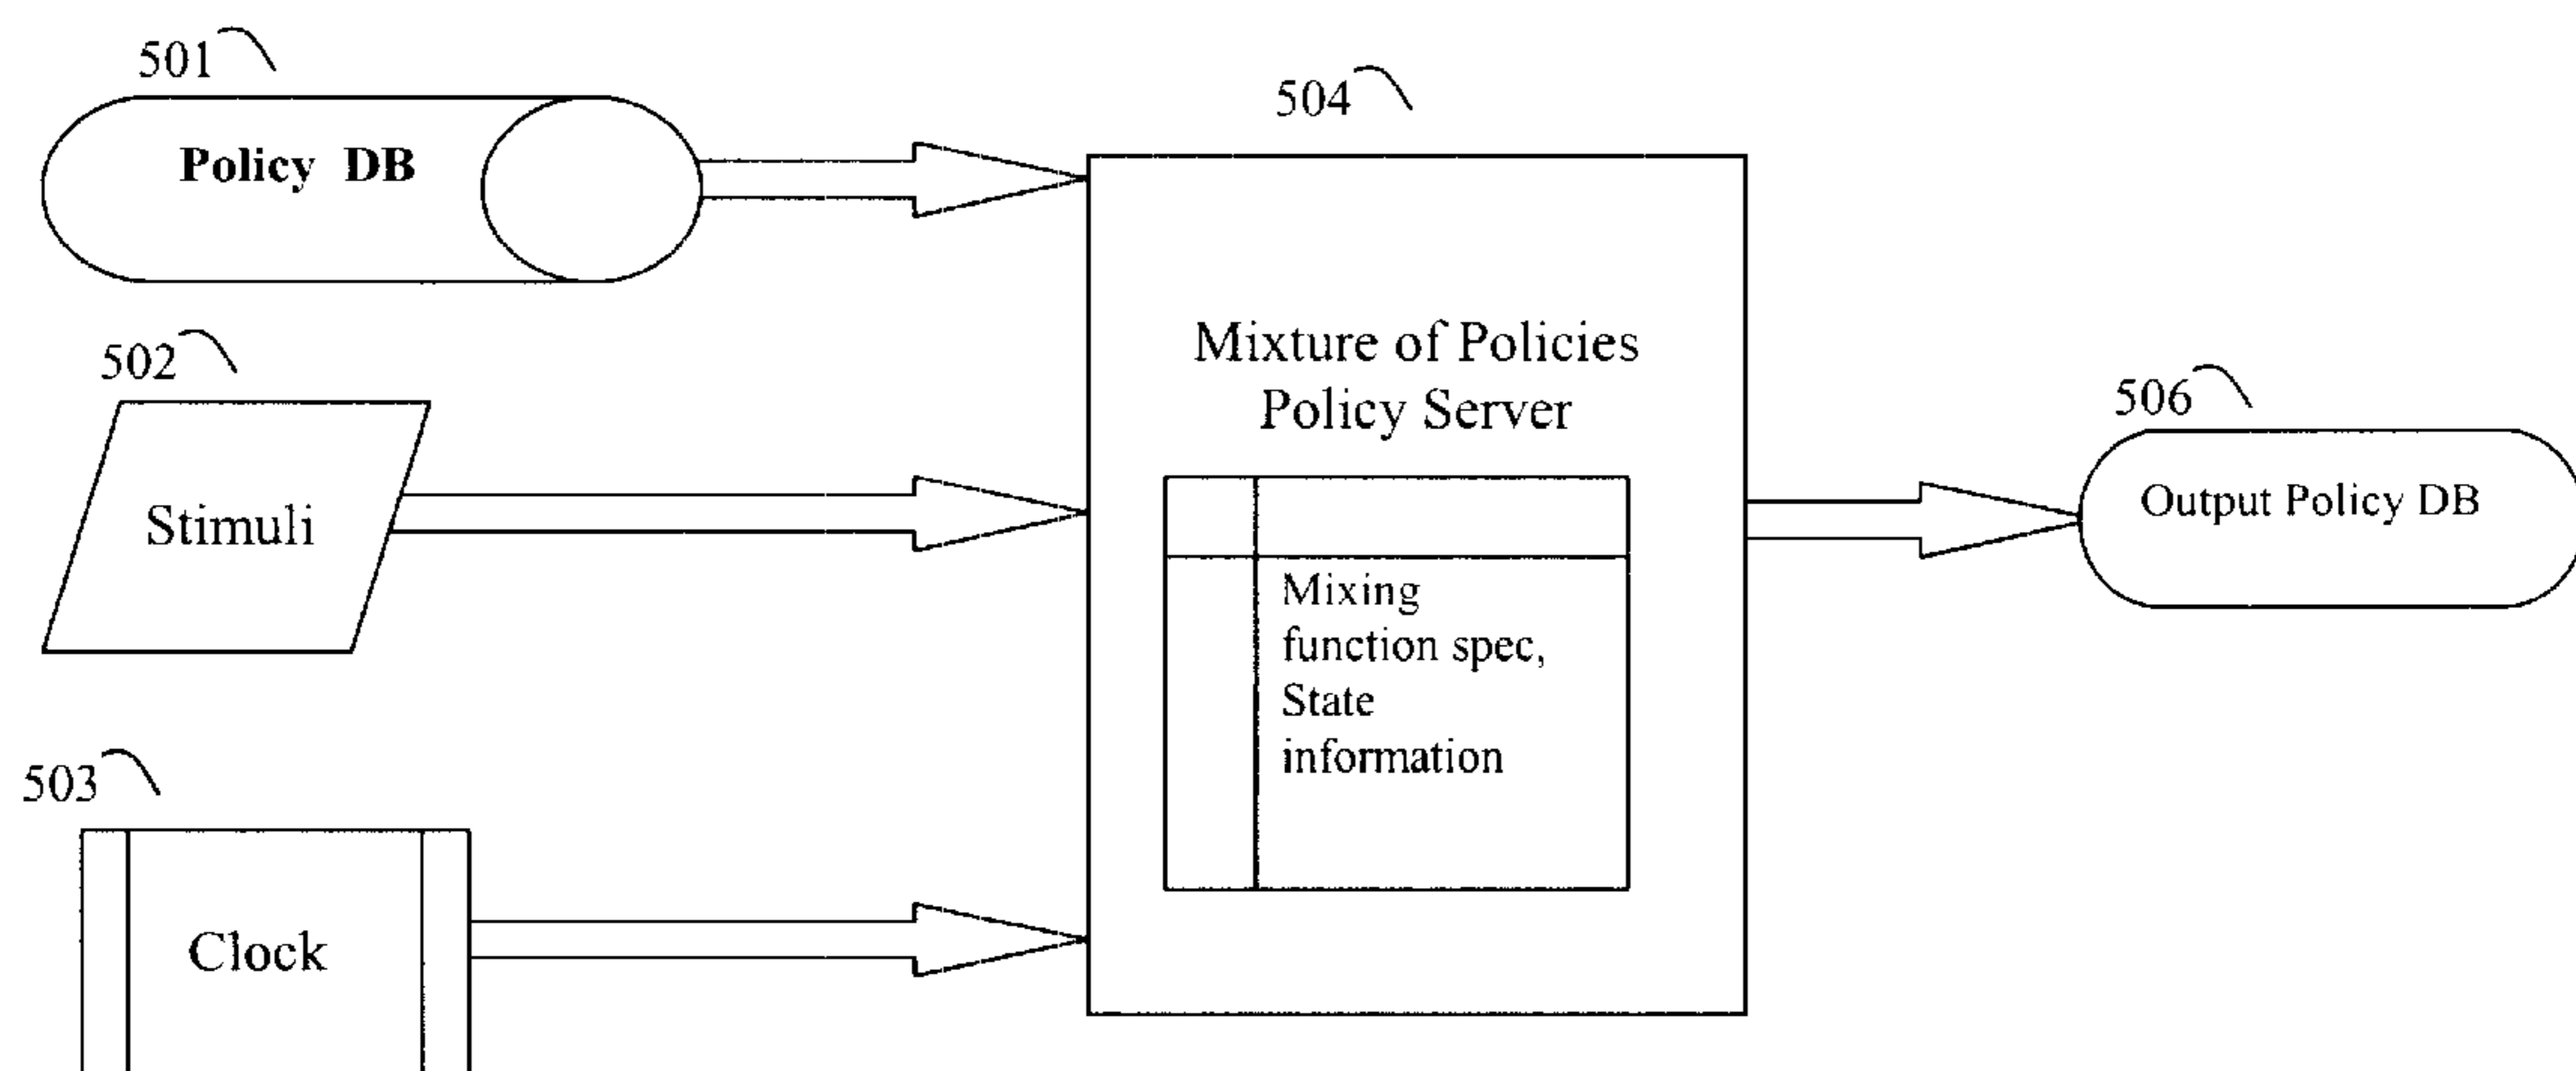 501
Policy DB
502
Stimuli
503
Clock
504
Mixture of Policies
Policy Server
Mixing
function spec,
State
information
506
Output Policy DB